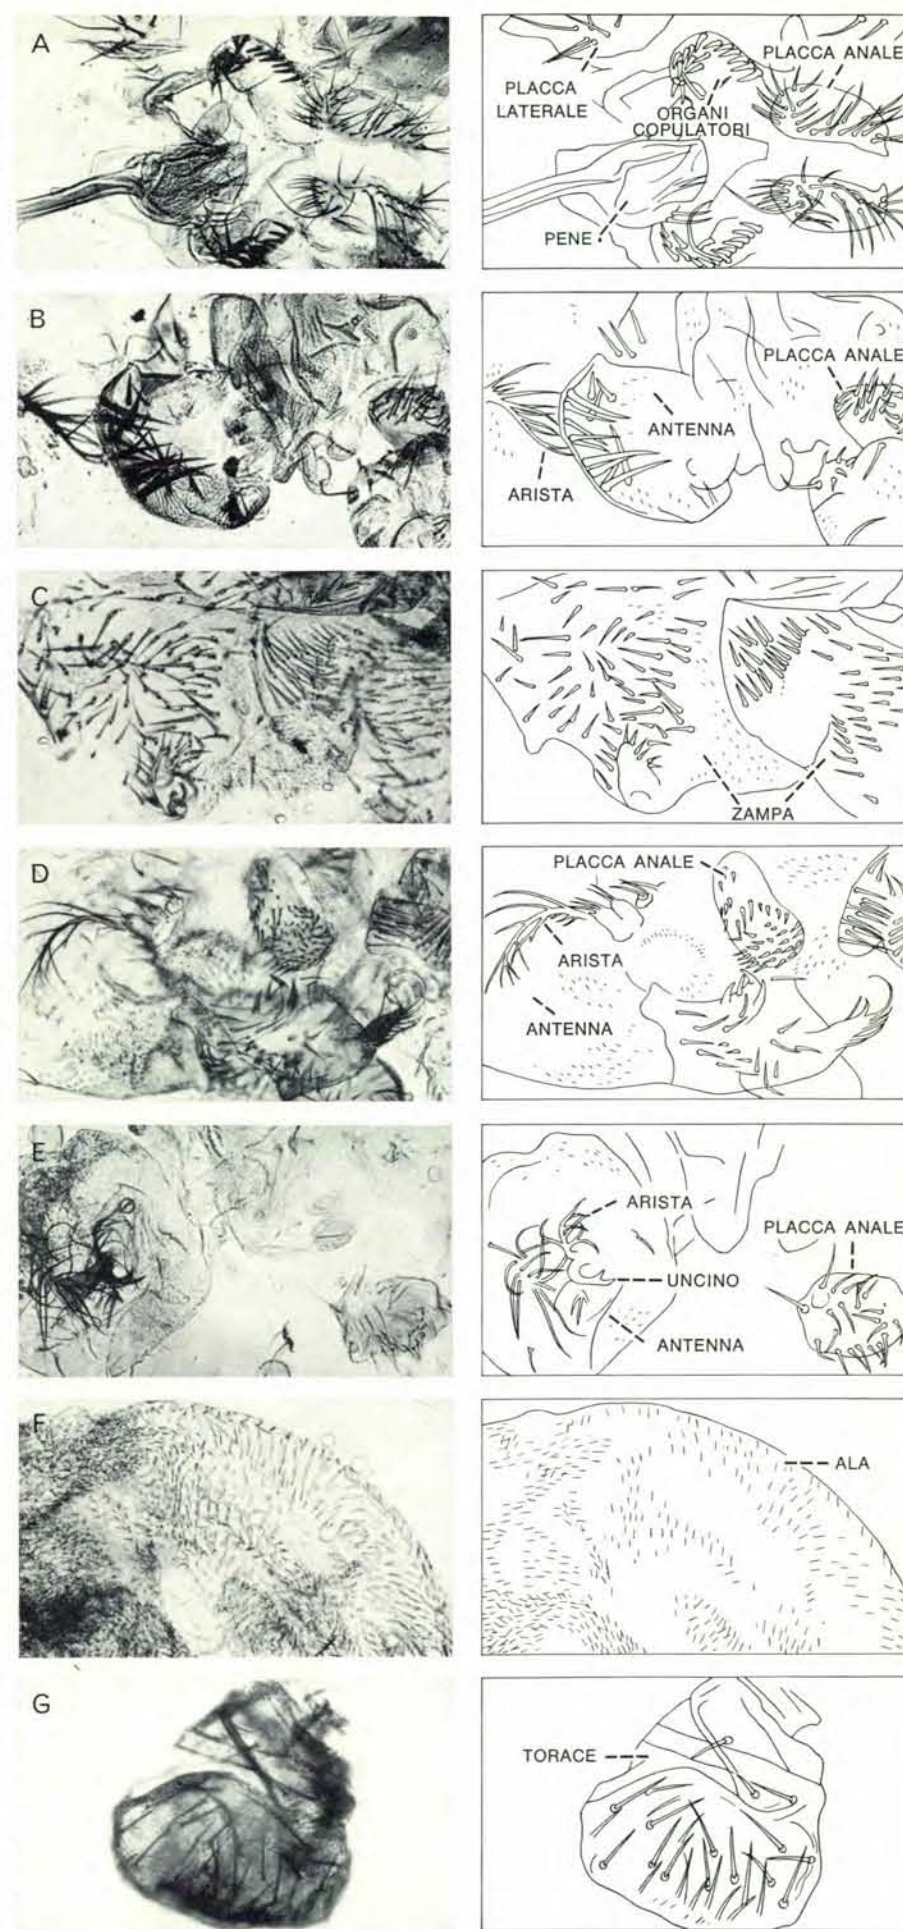 A
PLACCA ANALE
PLACCA
LATERALE
ORGANI
COPULATORI
PENE
B
PLACCA ANALE
ANTENNA
ARISTA
C
ZAMPA
D
PLACCA ANALE
ARISTA
ANTENNA
E
ARISTA
PLACCA ANALE
UNCINO
ANTENNA
F
ALA
G
TORACE